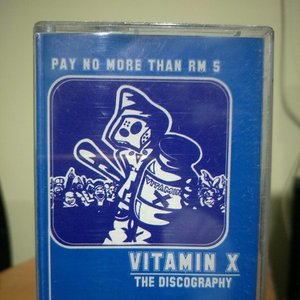 PAY NO MORE THAN RM 5
VITAMIN
X
VITAMIN X
THE DISCOGRAPHY